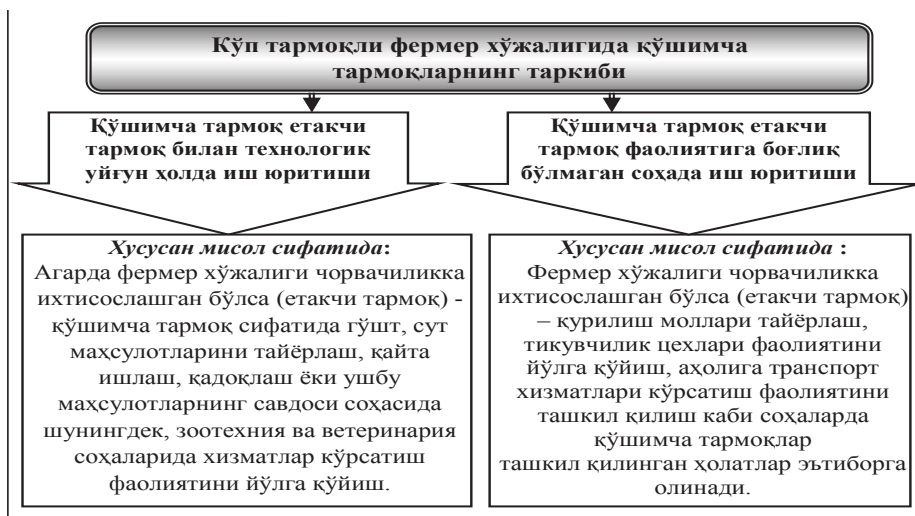 Кўп тармоқли фермер хўжалигида қўшимча
тармоқларнинг таркиби
Қўшимча тармоқ етакчи
тармоқ билан технологик
уйғун ҳолда иш юритиши
Қўшимча тармоқ етакчи
тармоқ фаолиятига боғлиқ
бўлмаган соҳада иш юритиши
Хусусан мисол сифатида:
Агарда фермер хўжалиги чорвачиликка
ихтисослашган бўлса (етакчи тармоқ) -
қўшимча тармоқ сифатида гўшт, сут
маҳсулотларини тайёрлаш, қайта
ишлаш, қадоқлаш ёки ушбу
маҳсулотларнинг савдоси соҳасида
шунингдек, зоотехния ва ветеринария
соҳаларида хизматлар кўрсатиш
фаолиятини йўлга қўйиш.
Хусусан мисол сифатида :
Фермер хўжалиги чорвачиликка
ихтисослашган бўлса (етакчи тармоқ)
– қурилиш моллари тайёрлаш,
тикувчилик цехлари фаолиятини
йўлга қўйиш, аҳолига транспорт
хизматлари кўрсатиш фаолиятини
ташкил қилиш каби соҳаларда
қўшимча тармоқлар
ташкил қилинган ҳолатлар эътиборга
олинади.